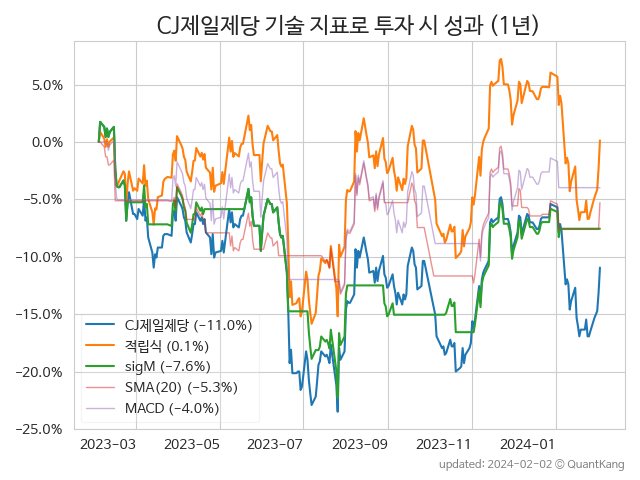 CJ제일제당 기술 지표로 투자 시 성과 (1년)
5.0%
0.0%
−5.0%
−10.0%
−15.0%
−20.0%
−25.0%
CJ제일제당 (−11.0%)
적립식 (0.1%)
sigM (−7.6%)
SMA(20) (−5.3%)
MACD (−4.0%)
2023-03 2023-05 2023-07 2023-09 2023-11 2024-01
updated: 2024-02-02 © QuantKang